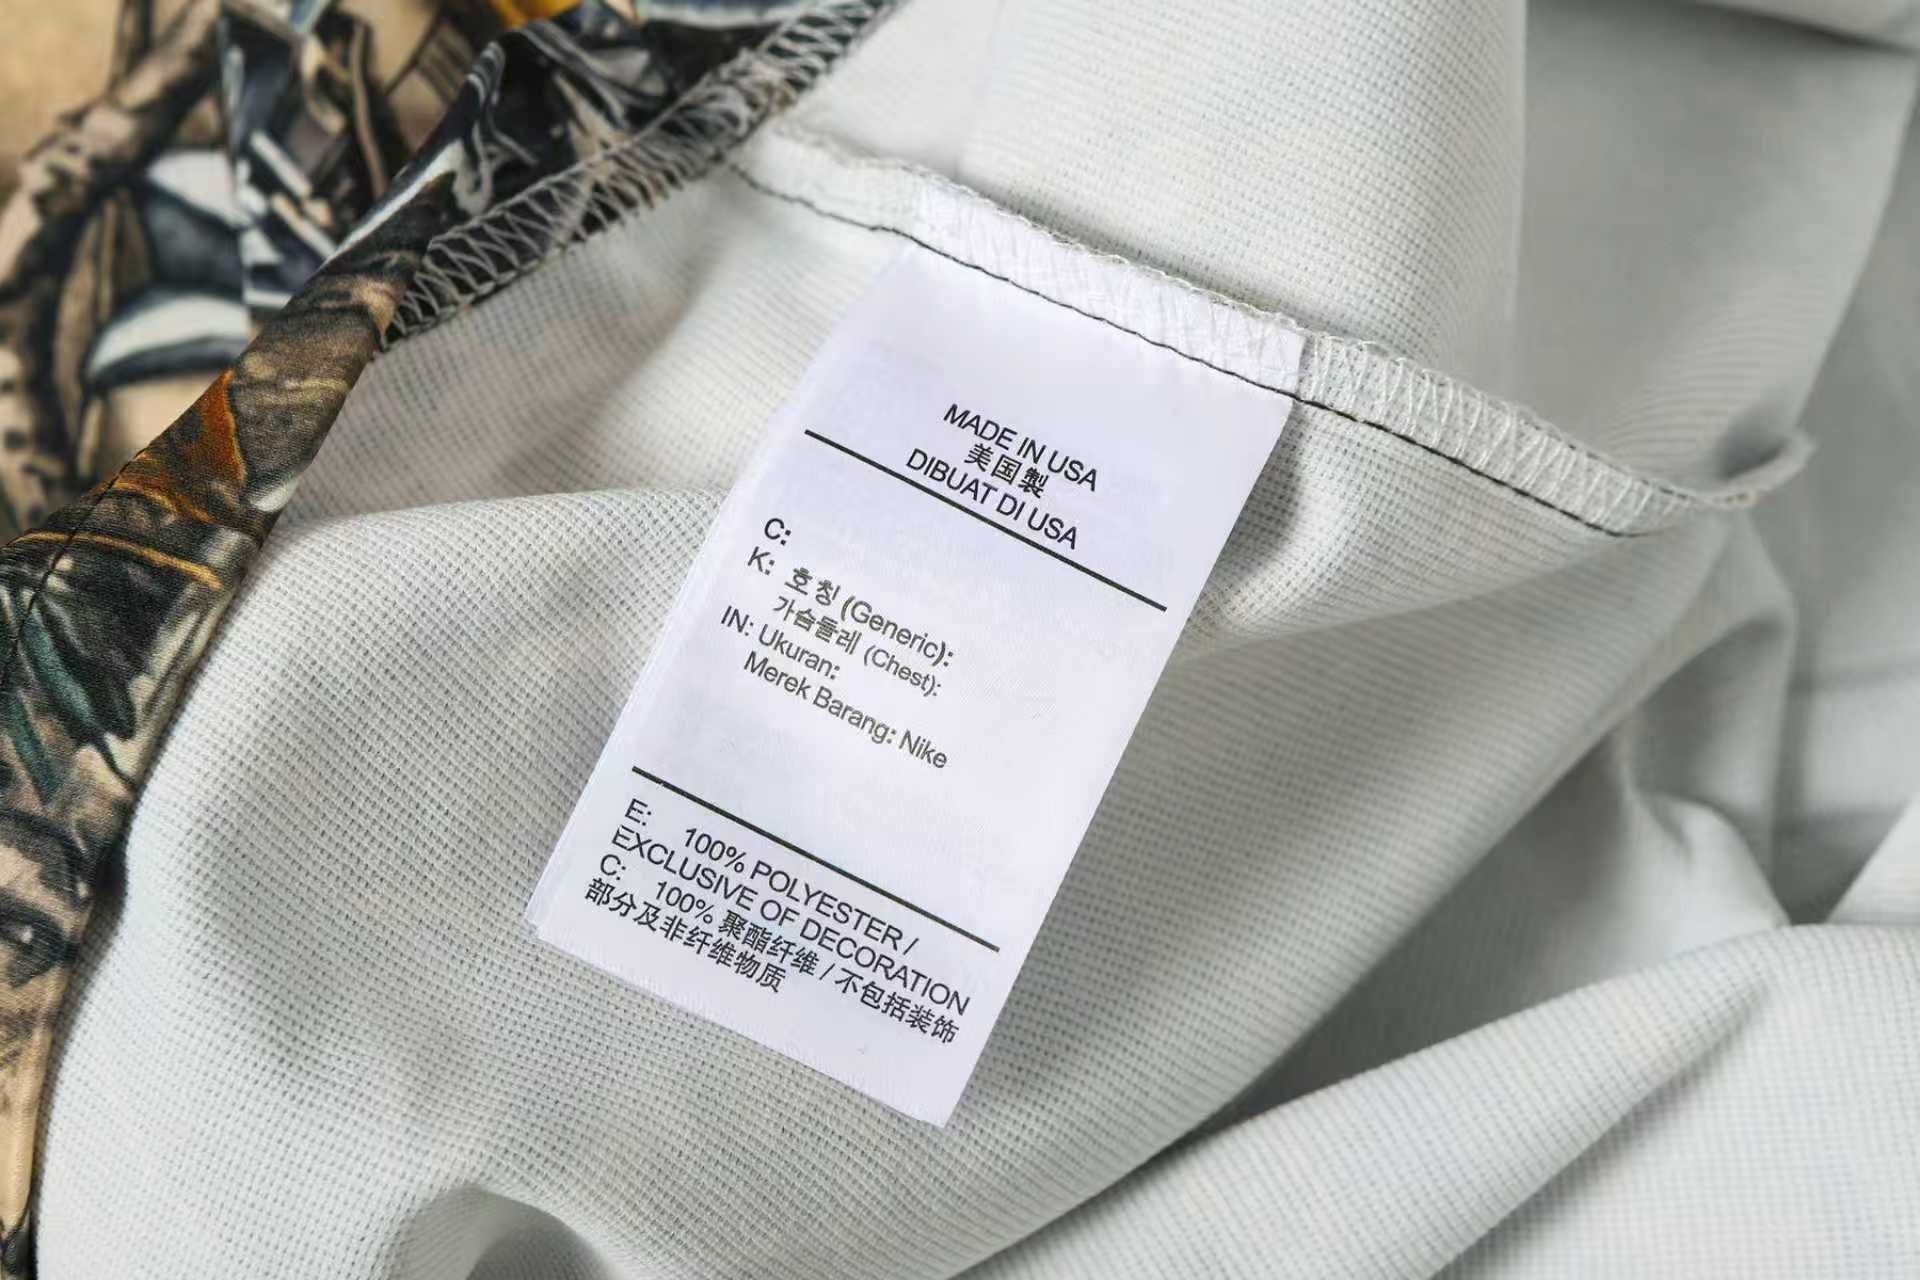 MADE IN USA
美国製
DIBUAT DI USA
C:
K: 호칭 (Generic):
가슴둘레 (Chest):
IN: Ukuran:
Merek Barang: Nike
E: 100% POLYESTER /
EXCLUSIVE OF DECORATION
C: 100% 聚酯纤维 / 不包括装饰
部分及非纤维物质